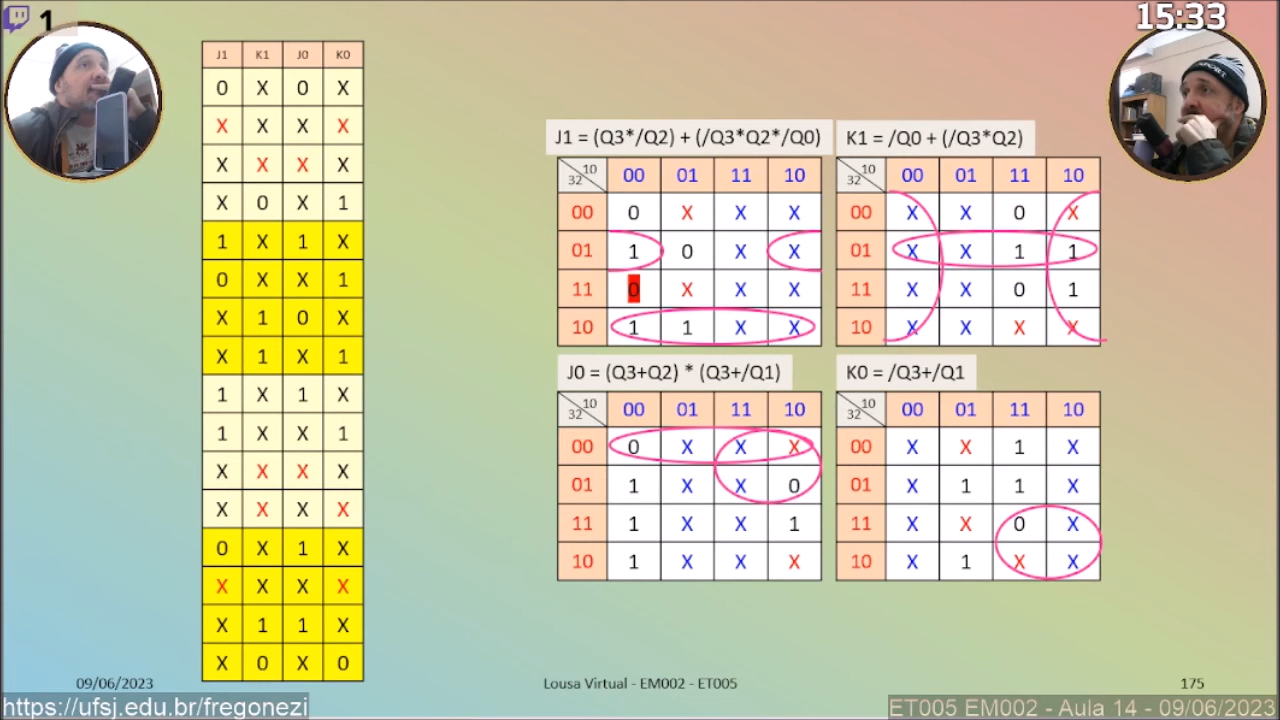 1
15:33
J1 K1 J0 K0
0 X 0 X
X X X X
X X X X
X 0 X 1
1 X 1 X
0 X X 1
X 1 0 X
X 1 X 1
1 X 1 X
1 X X 1
X X X X
X X X X
0 X 1 X
X X X X
X 1 1 X
X 0 X 0
J1 = (Q3*/Q2) + (/Q3*Q2*/Q0)
10
32 00 01 11 10
00 0 X X X
01 1 0 X X
11 0 X X X
10 1 1 X X
K1 = /Q0 + (/Q3*Q2)
10
32 00 01 11 10
00 X X 0 X
01 X X 1 1
11 X X 0 1
10 X X X X
J0 = (Q3+Q2) * (Q3+/Q1)
10
32 00 01 11 10
00 0 X X X
01 1 X X 0
11 1 X X 1
10 1 X X X
K0 = /Q3+/Q1
10
32 00 01 11 10
00 X X 1 X
01 X 1 1 X
11 X X 0 X
10 X 1 X X
09/06/2023
Lousa Virtual - EM002 - ET005
175
https://ufsj.edu.br/fregonezi
ET005 EM002 - Aula 14 - 09/06/2023